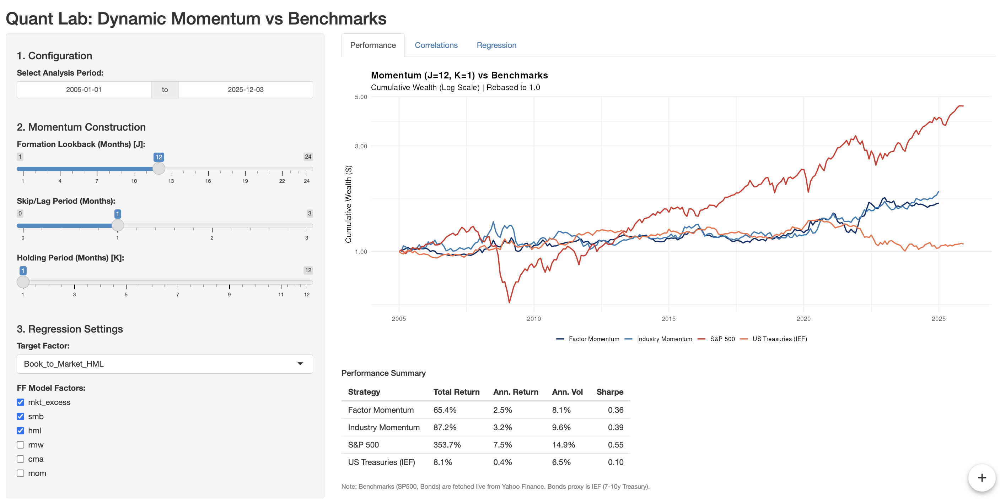 Quant Lab: Dynamic Momentum vs Benchmarks
1. Configuration
Select Analysis Period:
2005-01-01 to 2025-12-03
2. Momentum Construction
Formation Lookback (Months) [J]:
1 12 24
1 4 7 10 13 16 19 22 24
Skip/Lag Period (Months):
0 1 3
0 1 2 3
Holding Period (Months) [K]:
1 12
1 3 5 7 9 11 12
3. Regression Settings
Target Factor:
Book_to_Market_HML
FF Model Factors:
mkt_excess
smb
hml
rmw
cma
mom
Performance Correlations Regression
Momentum (J=12, K=1) vs Benchmarks
Cumulative Wealth (Log Scale) | Rebased to 1.0
Cumulative Wealth ($)
5.00
3.00
1.00
2005 2010 2015 2020 2025
Factor Momentum Industry Momentum S&P 500 US Treasuries (IEF)
Performance Summary
Strategy Total Return Ann. Return Ann. Vol Sharpe
Factor Momentum 65.4% 2.5% 8.1% 0.36
Industry Momentum 87.2% 3.2% 9.6% 0.39
S&P 500 353.7% 7.5% 14.9% 0.55
US Treasuries (IEF) 8.1% 0.4% 6.5% 0.10
Note: Benchmarks (SP500, Bonds) are fetched live from Yahoo Finance. Bonds proxy is IEF (7-10y Treasury).
+